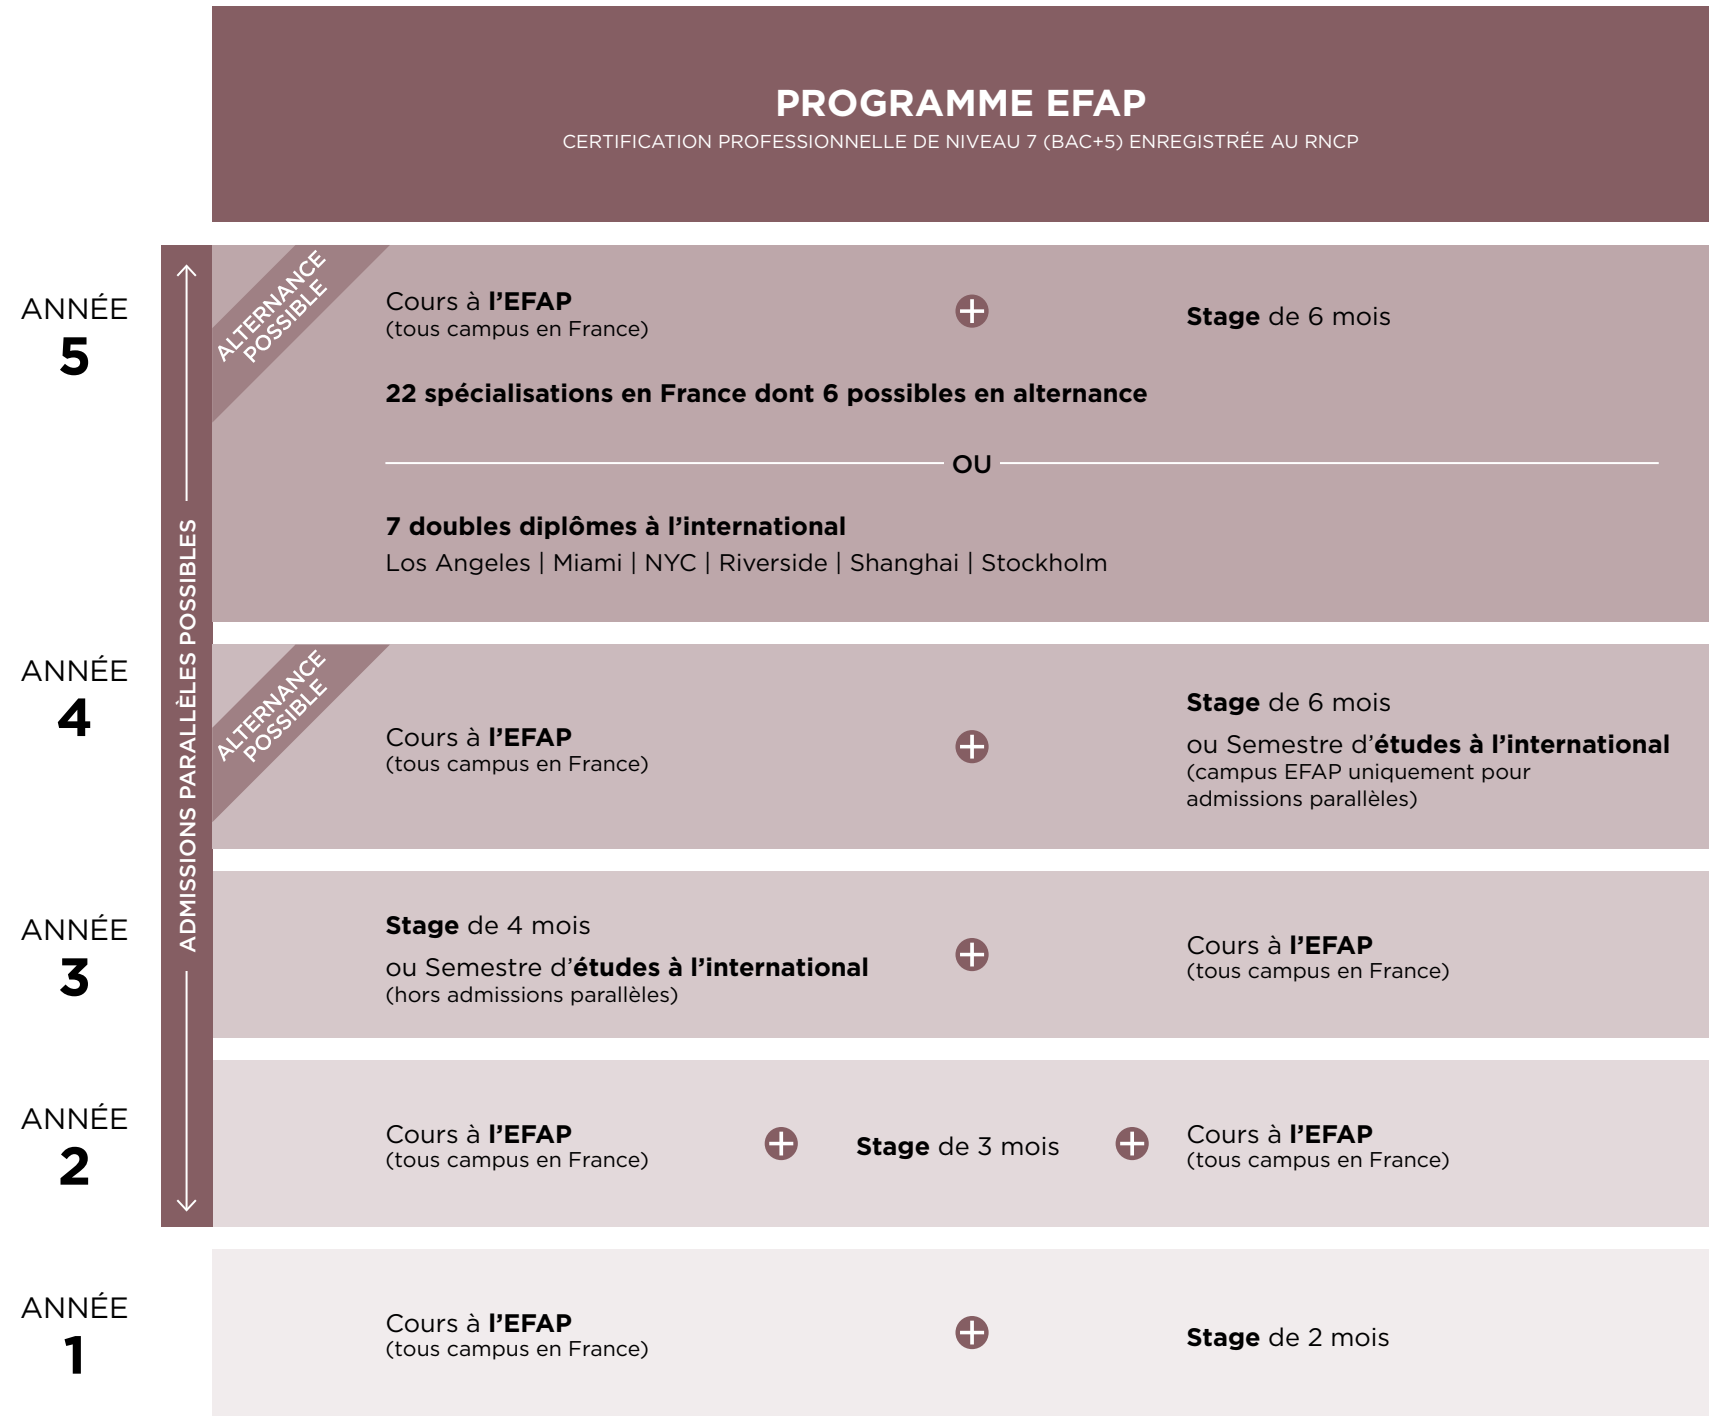 PROGRAMME EFAP
CERTIFICATION PROFESSIONNELLE DE NIVEAU 7 (BAC+5) ENREGISTRÉE AU RNCP
ADMISSIONS PARALLÈLES POSSIBLES
ANNÉE
5
ALTERNANCE
POSSIBLE
Cours à l’EFAP
(tous campus en France)
Stage de 6 mois
22 spécialisations en France dont 6 possibles en alternance
OU
7 doubles diplômes à l’international
Los Angeles | Miami | NYC | Riverside | Shanghai | Stockholm
ANNÉE
4
ALTERNANCE
POSSIBLE
Cours à l’EFAP
(tous campus en France)
Stage de 6 mois
ou Semestre d’études à l’international
(campus EFAP uniquement pour
admissions parallèles)
ANNÉE
3
Stage de 4 mois
ou Semestre d’études à l’international
(hors admissions parallèles)
Cours à l’EFAP
(tous campus en France)
ANNÉE
2
Cours à l’EFAP
(tous campus en France)
Stage de 3 mois
Cours à l’EFAP
(tous campus en France)
ANNÉE
1
Cours à l’EFAP
(tous campus en France)
Stage de 2 mois